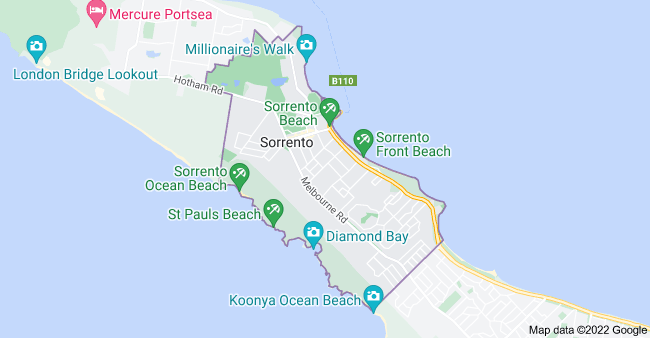 Mercure Portsea
Millionaire's Walk
London Bridge Lookout
Hotham Rd
B110
Sorrento
Beach
Sorrento
Sorrento
Front Beach
Sorrento
Ocean Beach
Melbourne Rd
St Pauls Beach
Diamond Bay
Koonya Ocean Beach
Map data ©2022 Google